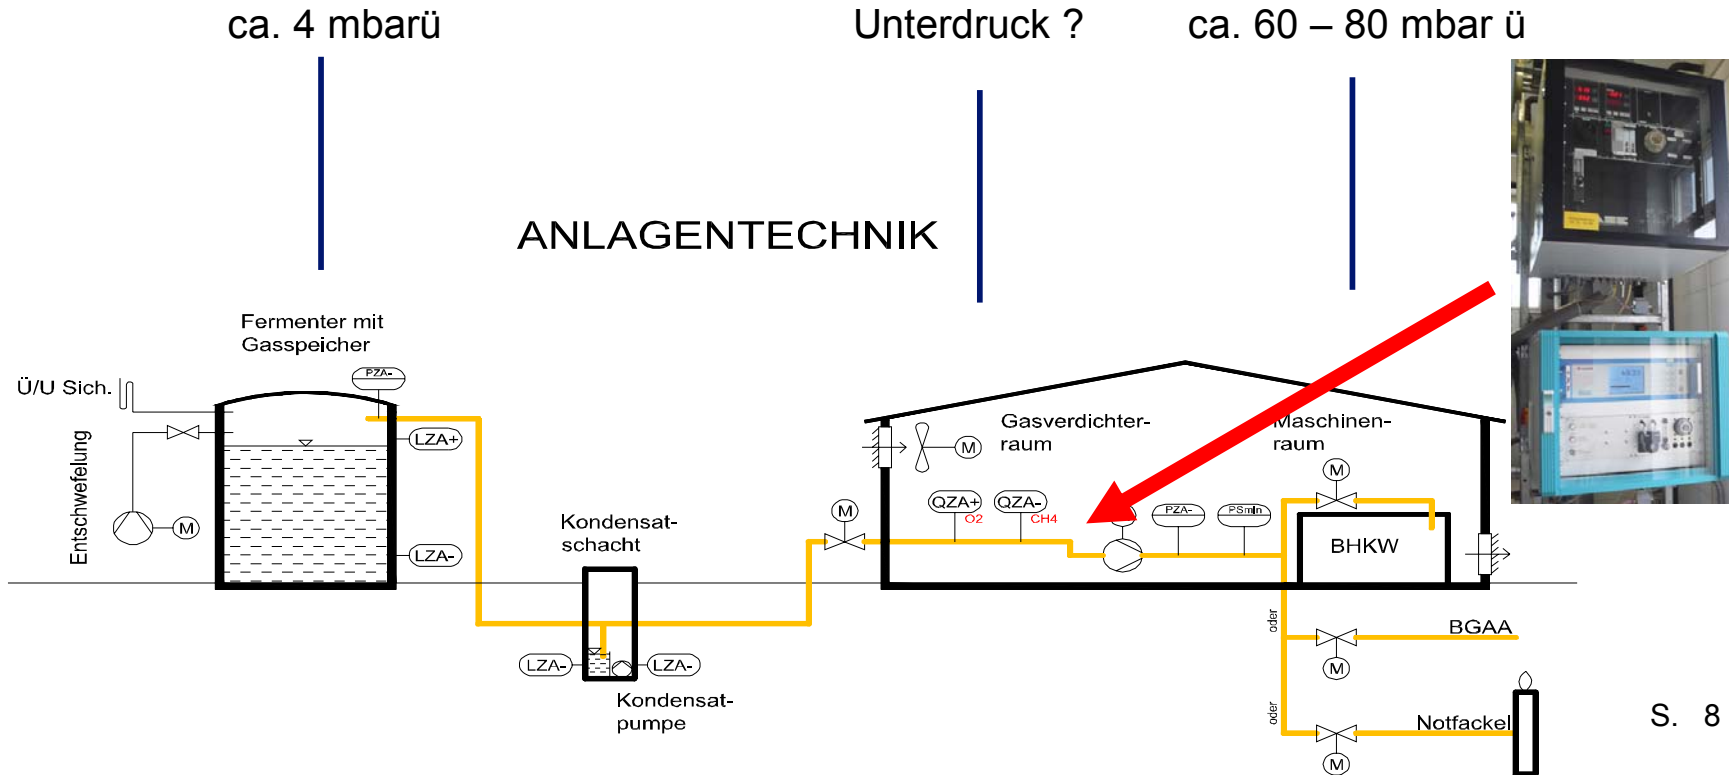 ca. 4 mbarü
Unterdruck ?
ca. 60 – 80 mbar ü
ANLAGENTECHNIK
Fermenter mit
Gasspeicher
Ü/U Sich.
PZA-
LZA+
LZA-
Entschwefelung
M
Kondensat-
schacht
LZA-
LZA-
Kondensat-
pumpe
M
M
Gasverdichter-
raum
Maschinen-
raum
QZA+
O2
QZA-
CH4
PZA-
PSmin
M
BHKW
oder
BGAA
M
oder
Notfackel
M
S. 8